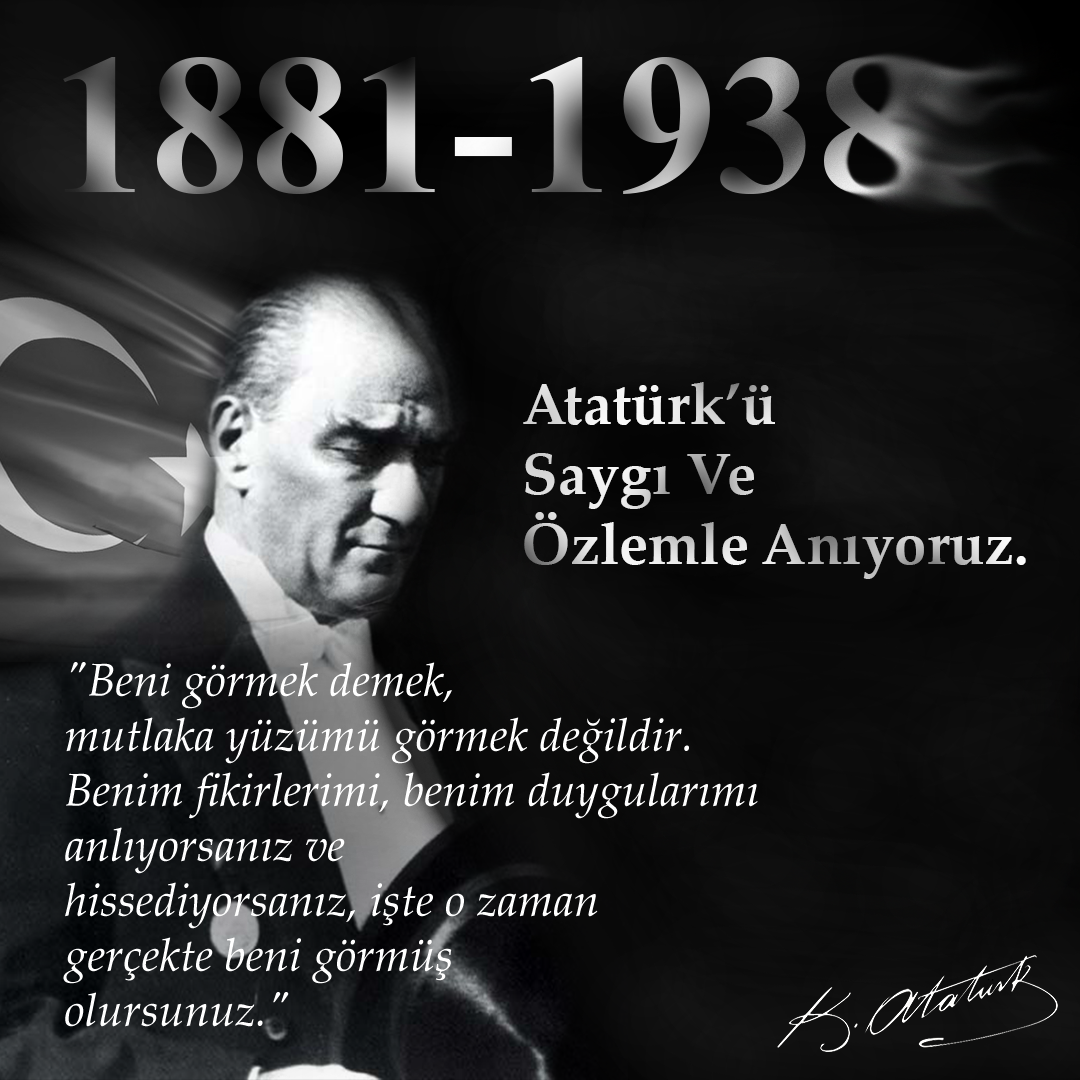 1881-1938
Atatürk’ü
Saygı Ve
Özlemle Anıyoruz.
"Beni görmek demek,
mutlaka yüzümü görmek değildir.
Benim fikirlerimi, benim duygularımı
anlıyorsanız ve
hissediyorsanız, işte o zaman
gerçekte beni görmüş
olursunuz."
K. Atatürk